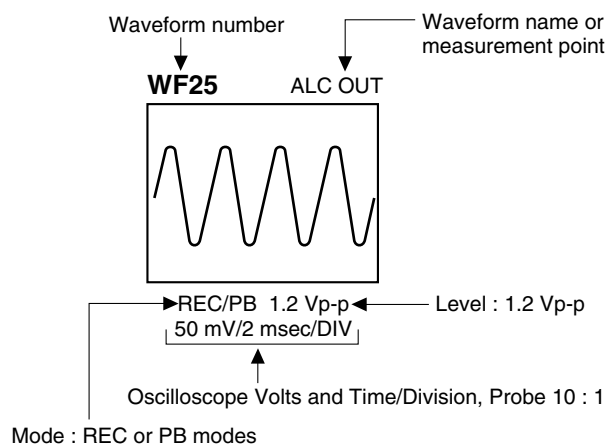 Waveform number
Waveform name or
measurement point
WF25
ALC OUT
REC/PB 1.2 Vp-p
Level : 1.2 Vp-p
50 mV/2 msec/DIV
Oscilloscope Volts and Time/Division, Probe 10 : 1
Mode : REC or PB modes